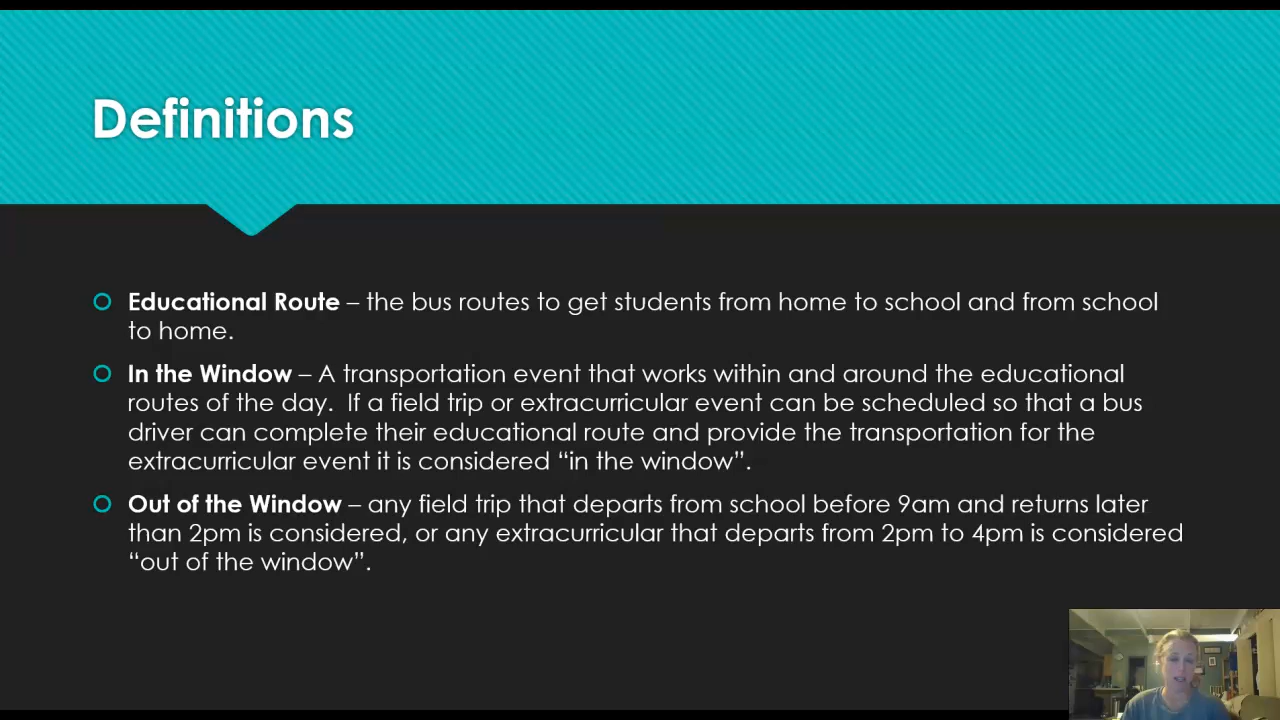 Definitions
Educational Route – the bus routes to get students from home to school and from school
to home.
In the Window – A transportation event that works within and around the educational
routes of the day.  If a field trip or extracurricular event can be scheduled so that a bus
driver can complete their educational route and provide the transportation for the
extracurricular event it is considered “in the window”.
Out of the Window – any field trip that departs from school before 9am and returns later
than 2pm is considered, or any extracurricular that departs from 2pm to 4pm is considered
“out of the window”.